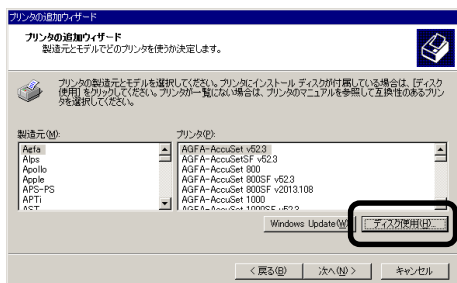 プリンタの追加ウィザード
プリンタの追加ウィザード
製造元とモデルでどのプリンタを使うか決定します。
プリンタの製造元とモデルを選択してください。プリンタにインストール ディスクが付属している場合は、[ディスク
使用] をクリックしてください。プリンタが一覧にない場合は、プリンタのマニュアルを参照して互換性のあるプリン
タを選択してください。
製造元(M):
Agfa
Alps
Apollo
Apple
APS-PS
APTi
AST
プリンタ(P):
AGFA-AccuSet v52.3
AGFA-AccuSetSF v52.3
AGFA-AccuSet 800
AGFA-AccuSet 800SF v52.3
AGFA-AccuSet 800SF v2013.108
AGFA-AccuSet 1000
AGFA-AccuSet 1000SF v52.3
Windows Update(W)
ディスク使用(H)...
< 戻る(B)
次へ(N) >
キャンセル